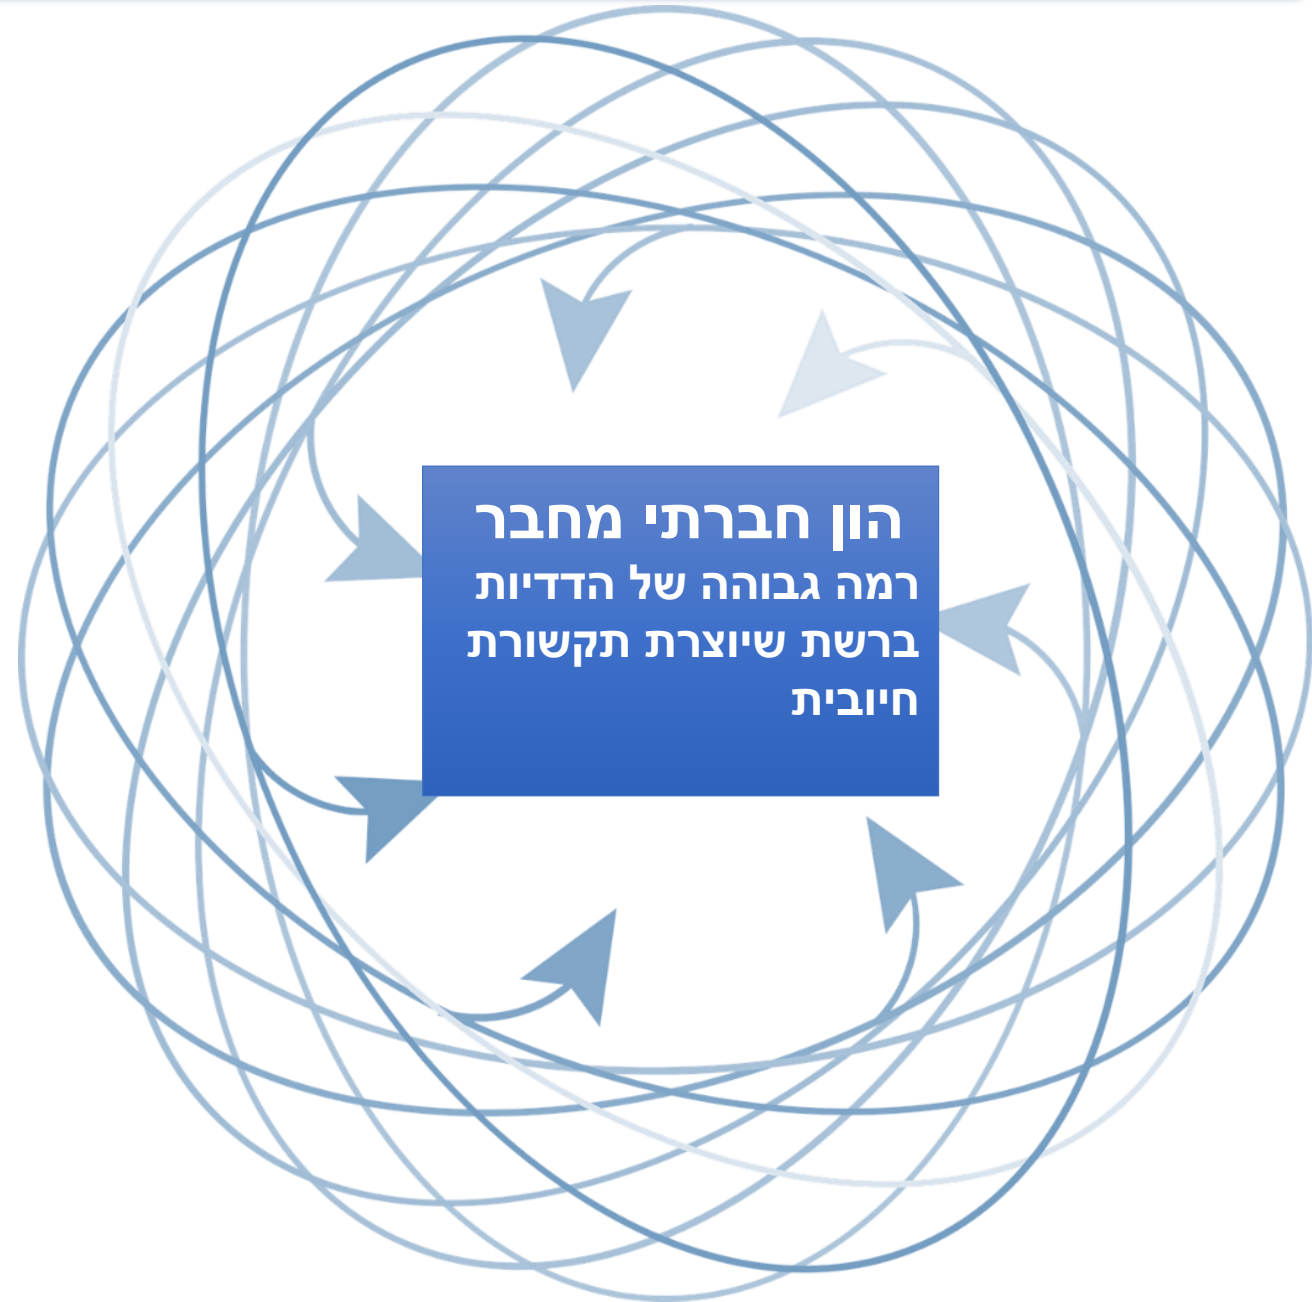 הון חברתי מחבר
רמה גבוהה של הדדיות
ברשת שיוצרת תקשורת
חיובית